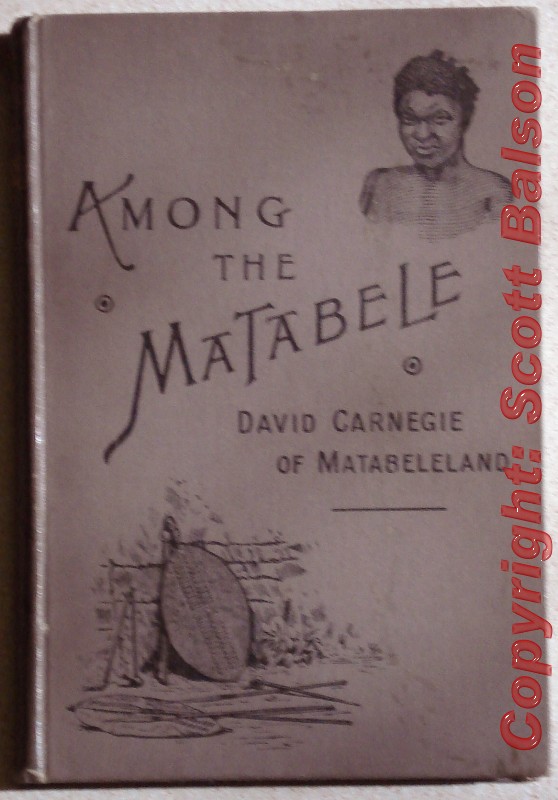 AMONG
THE
MATABELE
DAVID CARNEGIE
OF MATABELELAND
Copyright: Scott Balson